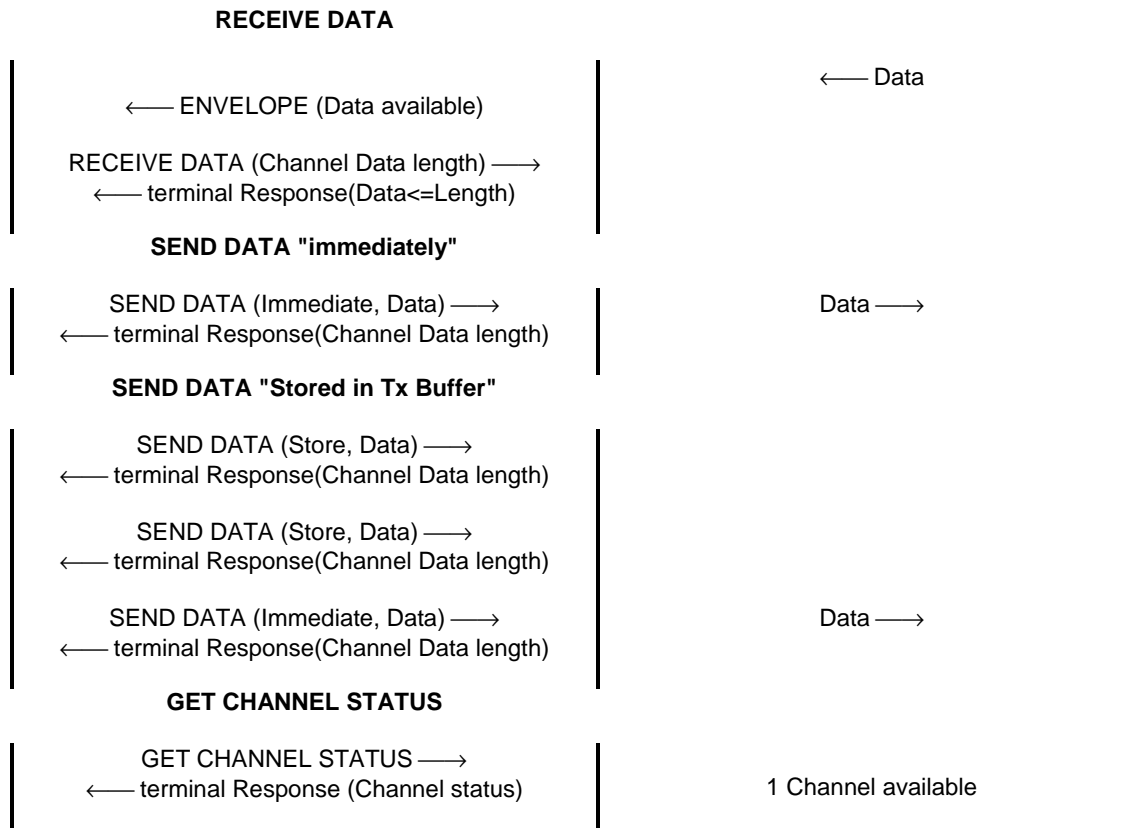 RECEIVE DATA
⟵ Data
⟵ ENVELOPE (Data available)
RECEIVE DATA (Channel Data length) ⟶
⟵ terminal Response(Data<=Length)
SEND DATA "immediately"
SEND DATA (Immediate, Data) ⟶ Data ⟶
⟵ terminal Response(Channel Data length)
SEND DATA "Stored in Tx Buffer"
SEND DATA (Store, Data) ⟶
⟵ terminal Response(Channel Data length)
SEND DATA (Store, Data) ⟶
⟵ terminal Response(Channel Data length)
SEND DATA (Immediate, Data) ⟶ Data ⟶
⟵ terminal Response(Channel Data length)
GET CHANNEL STATUS
GET CHANNEL STATUS ⟶
⟵ terminal Response (Channel status) 1 Channel available